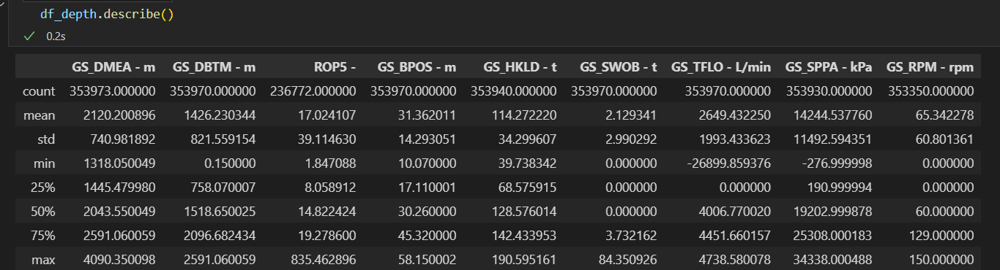 df_depth.describe()
0.2s
GS_DMEA - m GS_DBTM - m ROP5 - GS_BPOS - m GS_HKLD - t GS_SWOB - t GS_TFLO - L/min GS_SPPA - kPa GS_RPM - rpm
count 353973.000000 353970.000000 236772.000000 353970.000000 353940.000000 353970.000000 353970.000000 353930.000000 353350.000000
mean 2120.200896 1426.230344 17.024107 31.362011 114.272220 2.129341 2649.432250 14244.537760 65.342278
std 740.981892 821.559154 39.114630 14.293051 34.299607 2.990292 1993.433623 11492.594351 60.801361
min 1318.050049 0.150000 1.847088 10.070000 39.738342 0.000000 -26899.859376 -276.999998 0.000000
25% 1445.479980 758.070007 8.058912 17.110001 68.575915 0.000000 0.000000 190.999994 0.000000
50% 2043.550049 1518.650025 14.822424 30.260000 128.576014 0.000000 4006.770020 19202.999878 60.000000
75% 2591.060059 2096.682434 19.278600 45.320000 142.433953 3.732162 4451.660157 25308.000183 129.000000
max 4090.350098 2591.060059 835.462896 58.150002 190.595161 84.350926 4738.580078 34338.000488 150.000000